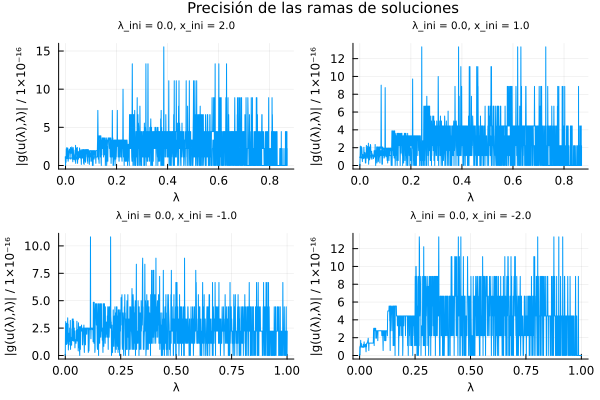 Precisión de las ramas de soluciones
λ_ini = 0.0, x_ini = 2.0
λ_ini = 0.0, x_ini = 1.0
|g(u(λ),λ)| / 1×10⁻¹⁶
15
10
5
0
0.0 0.2 0.4 0.6 0.8
λ
|g(u(λ),λ)| / 1×10⁻¹⁶
12
10
8
6
4
2
0
0.0 0.2 0.4 0.6 0.8
λ
λ_ini = 0.0, x_ini = -1.0
λ_ini = 0.0, x_ini = -2.0
|g(u(λ),λ)| / 1×10⁻¹⁶
10.0
7.5
5.0
2.5
0.0
0.00 0.25 0.50 0.75 1.00
λ
|g(u(λ),λ)| / 1×10⁻¹⁶
12
10
8
6
4
2
0
0.00 0.25 0.50 0.75 1.00
λ